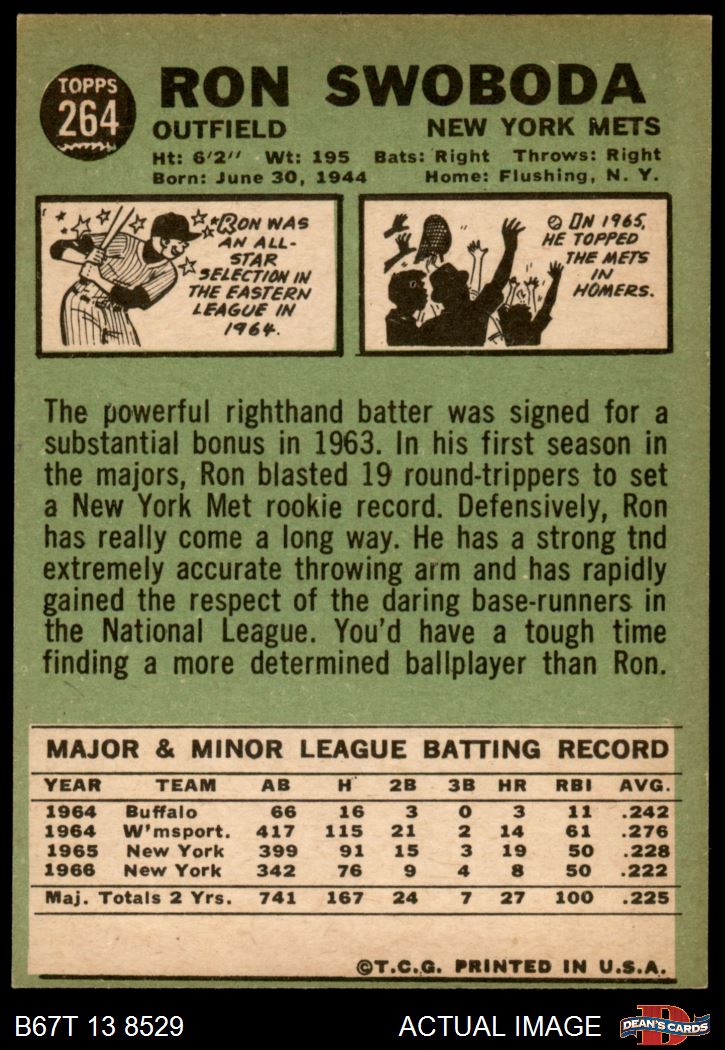 TOPPS
264
RON SWOBODA
OUTFIELD NEW YORK METS
Ht: 6'2" Wt: 195 Bats: Right Throws: Right
Born: June 30, 1944 Home: Flushing, N. Y.
RON WAS
AN ALL-
STAR
SELECTION IN
THE EASTERN
LEAGUE IN
1964.
IN 1965,
HE TOPPED
THE METS
IN
HOMERS.
The powerful righthand batter was signed for a
substantial bonus in 1963. In his first season in
the majors, Ron blasted 19 round-trippers to set
a New York Met rookie record. Defensively, Ron
has really come a long way. He has a strong tnd
extremely accurate throwing arm and has rapidly
gained the respect of the daring base-runners in
the National League. You'd have a tough time
finding a more determined ballplayer than Ron.
MAJOR & MINOR LEAGUE BATTING RECORD
YEAR TEAM AB H 2B 3B HR RBI AVG.
1964 Buffalo 66 16 3 0 3 11 .242
1964 W'msport. 417 115 21 2 14 61 .276
1965 New York 399 91 15 3 19 50 .228
1966 New York 342 76 9 4 8 50 .222
Maj. Totals 2 Yrs. 741 167 24 7 27 100 .225
©T.C.G. PRINTED IN U.S.A.
B67T 13 8529 ACTUAL IMAGE
D
DEAN'S CARDS